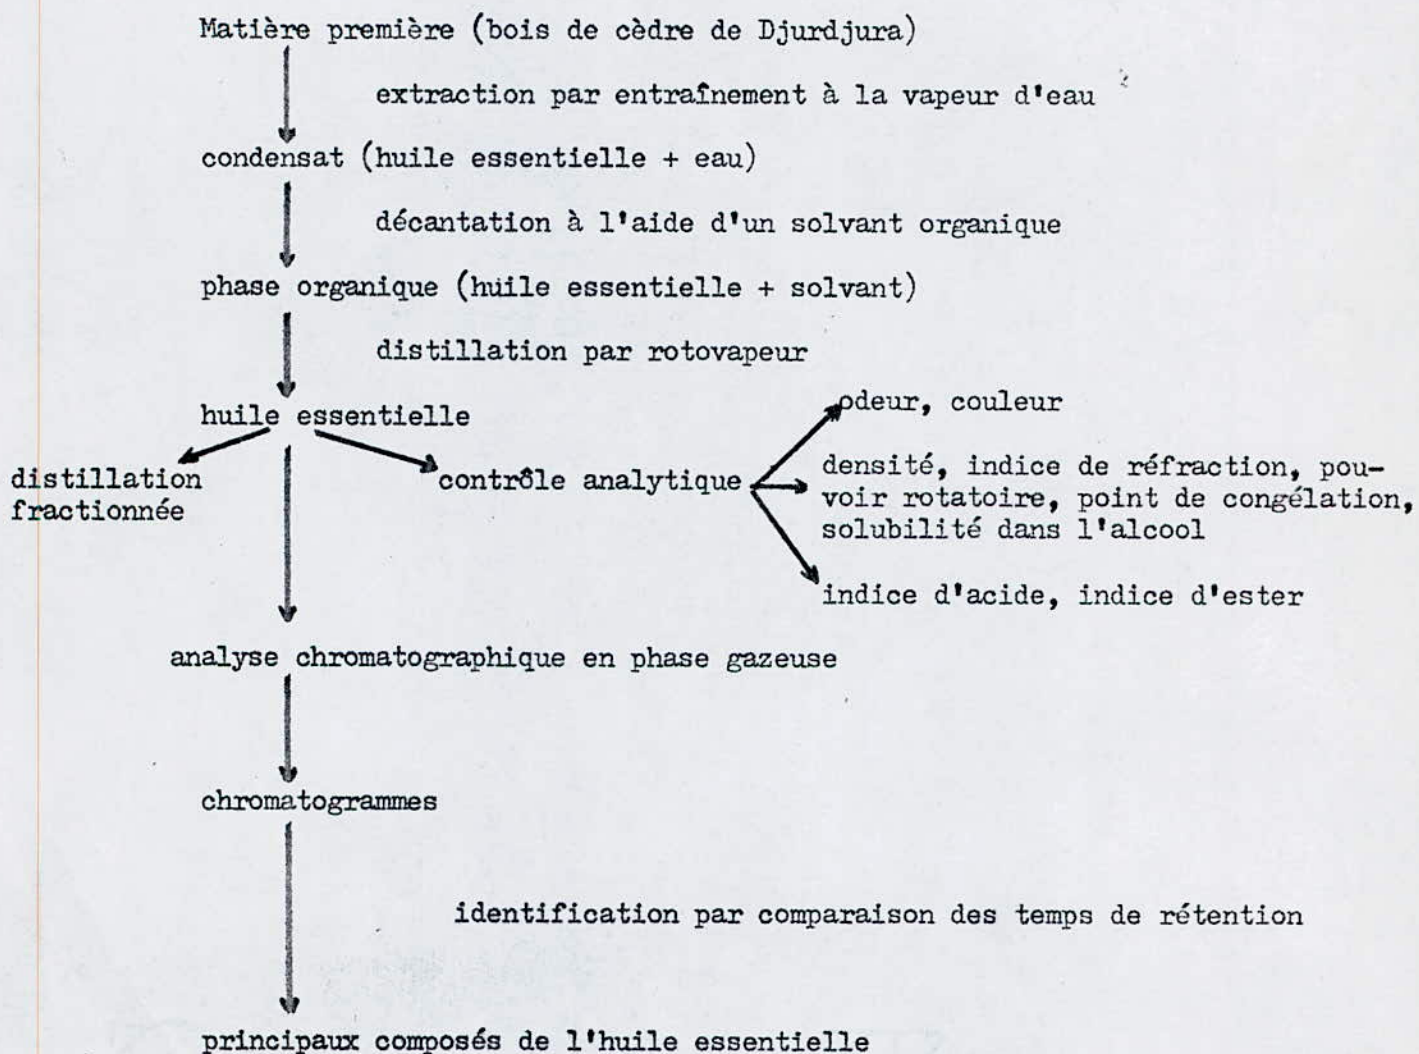 Matière première (bois de cèdre de Djurdjura)
extraction par entraînement à la vapeur d'eau
condensat (huile essentielle + eau)
décantation à l'aide d'un solvant organique
phase organique (huile essentielle + solvant)
distillation par rotovapeur
huile essentielle
odeur, couleur
distillation
fractionnée
contrôle analytique
densité, indice de réfraction, pou-
voir rotatoire, point de congélation,
solubilité dans l'alcool
indice d'acide, indice d'ester
analyse chromatographique en phase gazeuse
chromatogrammes
identification par comparaison des temps de rétention
principaux composés de l'huile essentielle